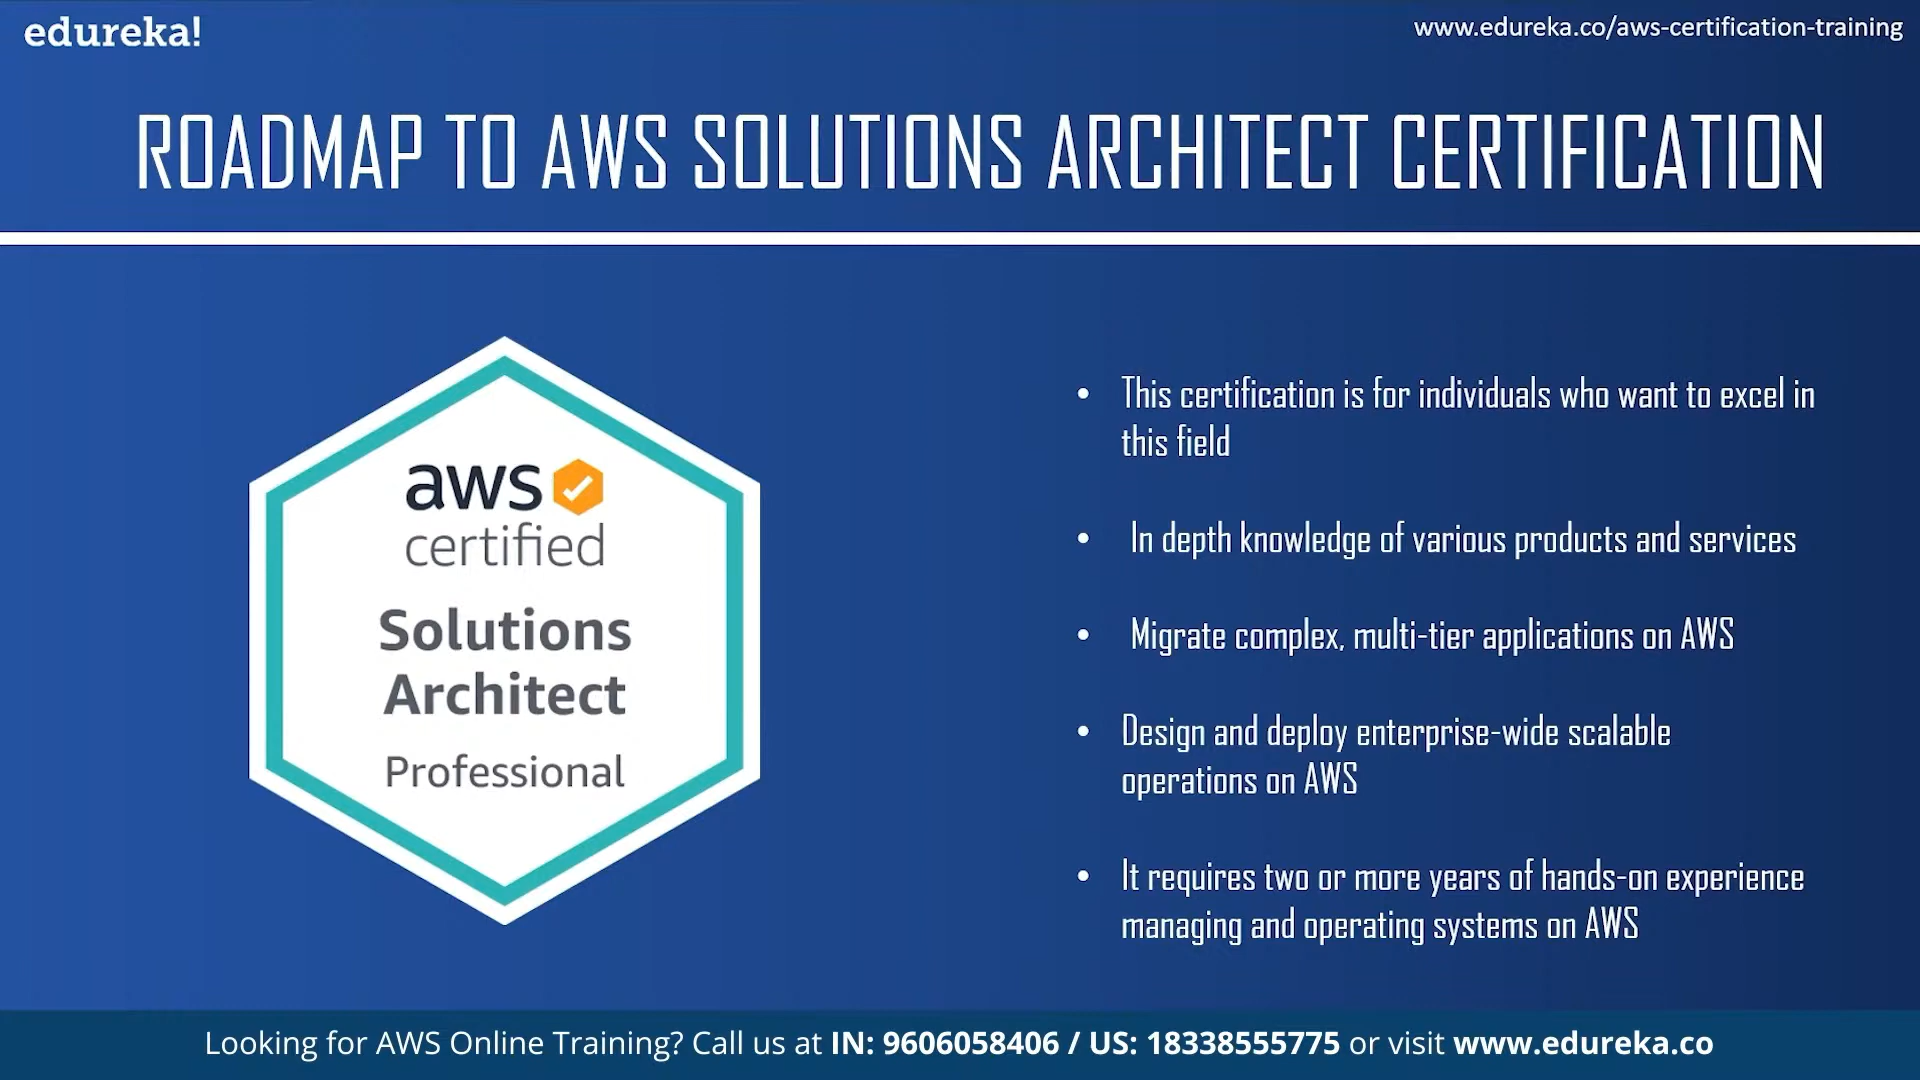 edureka!
www.edureka.co/aws-certification-training
ROADMAP TO AWS SOLUTIONS ARCHITECT CERTIFICATION
aws
certified
Solutions
Architect
Professional
• This certification is for individuals who want to excel in
this field
• In depth knowledge of various products and services
• Migrate complex, multi-tier applications on AWS
• Design and deploy enterprise-wide scalable
operations on AWS
• It requires two or more years of hands-on experience
managing and operating systems on AWS
Looking for AWS Online Training? Call us at IN: 9606058406 / US: 18338555775 or visit www.edureka.co